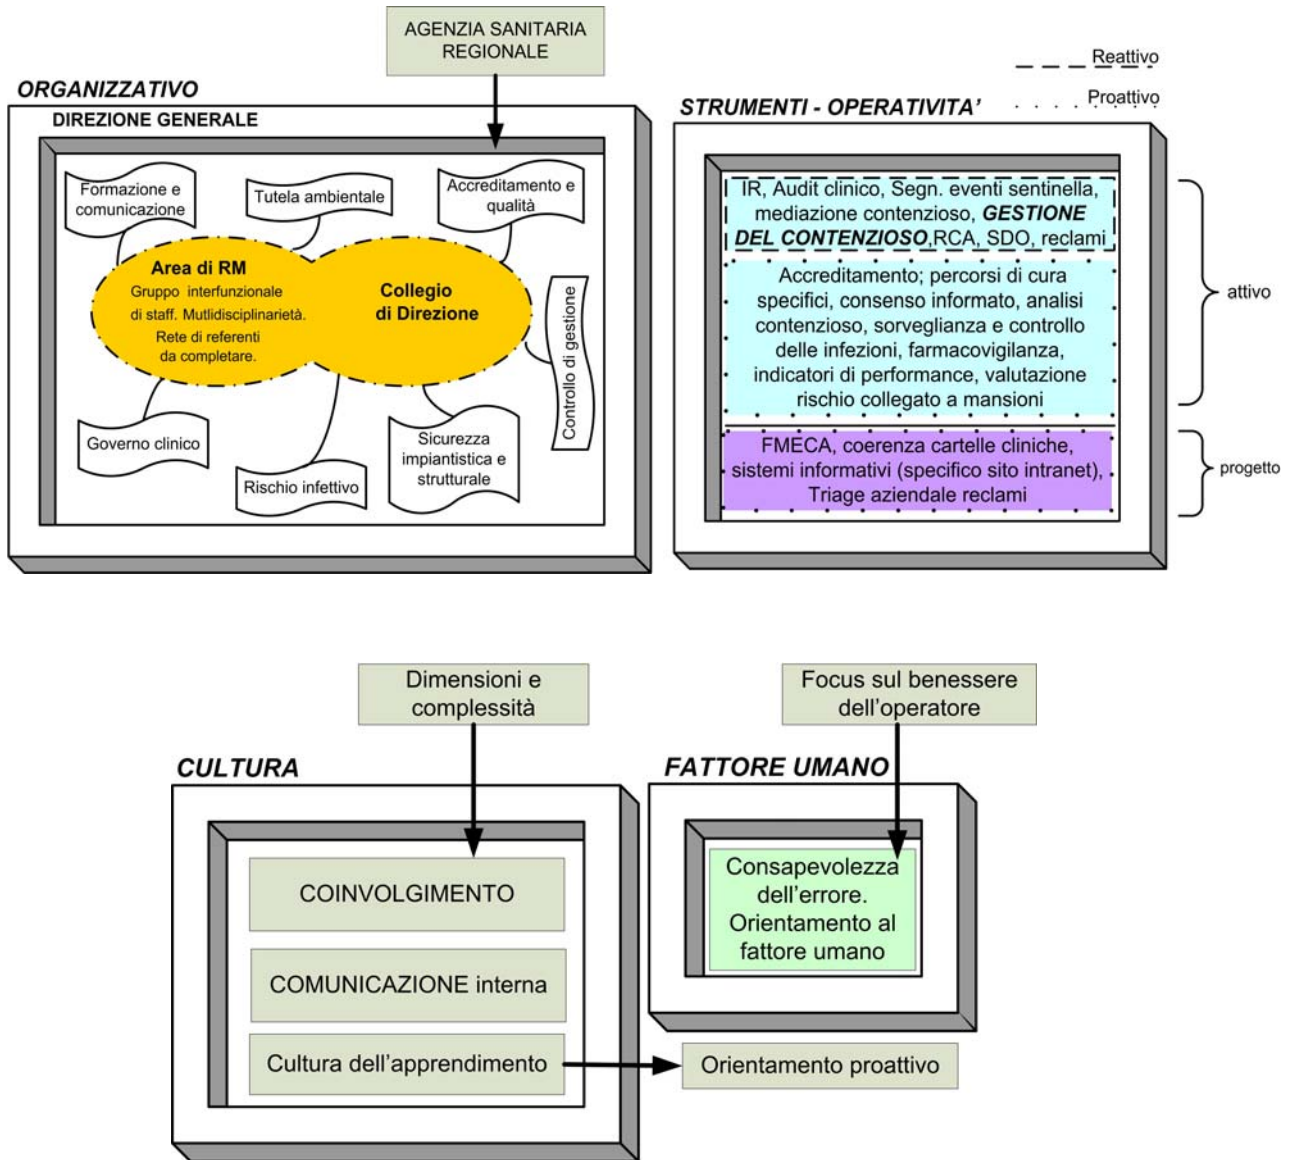 AGENZIA SANITARIA
REGIONALE
ORGANIZZATIVO
DIREZIONE GENERALE
Formazione e
comunicazione
Tutela ambientale
Accreditamento e
qualità
Area di RM
Gruppo interfunzionale
di staff. Mutlidisciplinarietà.
Rete di referenti
da completare.
Collegio
di Direzione
Controllo di gestione
Governo clinico
Rischio infettivo
Sicurezza
impiantistica e
strutturale
Reattivo
Proattivo
STRUMENTI - OPERATIVITA'
IR, Audit clinico, Segn. eventi sentinella,
mediazione contenzioso, GESTIONE
DEL CONTENZIOSO,RCA, SDO, reclami
Accreditamento; percorsi di cura
specifici, consenso informato, analisi
contenzioso, sorveglianza e controllo
delle infezioni, farmacovigilanza,
indicatori di performance, valutazione
rischio collegato a mansioni
attivo
FMECA, coerenza cartelle cliniche,
sistemi informativi (specifico sito intranet),
Triage aziendale reclami
progetto
Dimensioni e
complessità
CULTURA
COINVOLGIMENTO
COMUNICAZIONE interna
Cultura dell'apprendimento
Focus sul benessere
dell'operatore
FATTORE UMANO
Consapevolezza
dell'errore.
Orientamento al
fattore umano
Orientamento proattivo